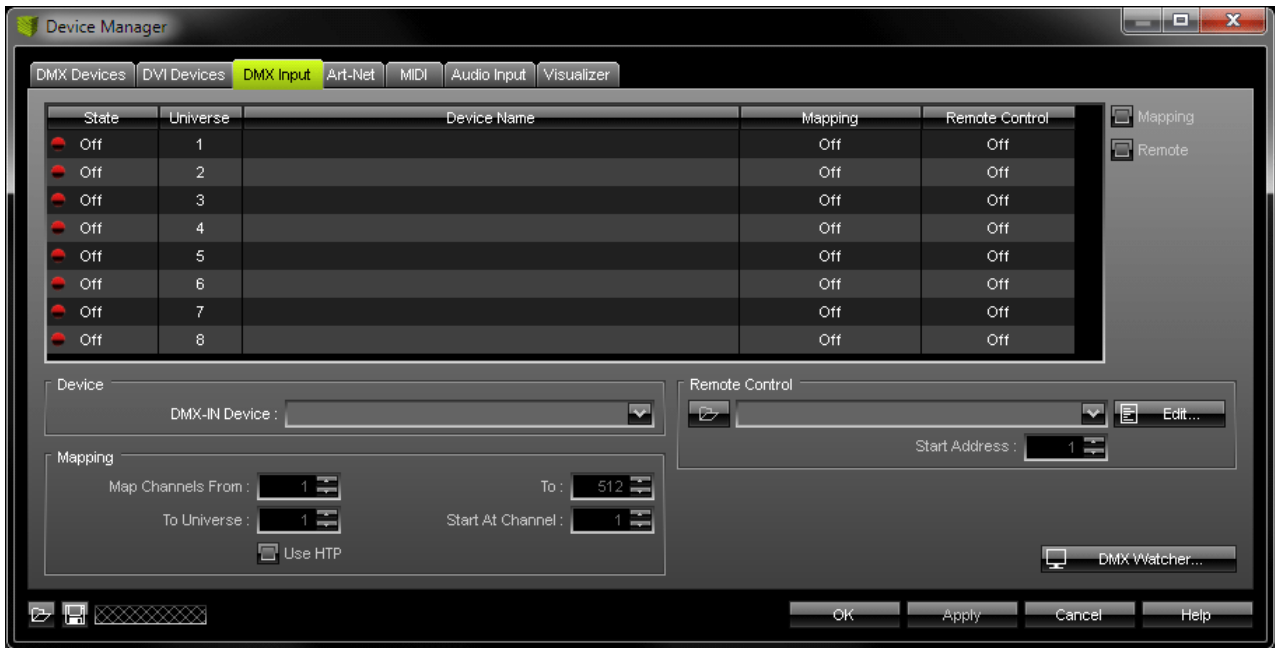 Device Manager
DMX Devices DVI Devices DMX Input Art-Net MIDI Audio Input Visualizer
State Universe Device Name Mapping Remote Control
Off 1 Off Off
Off 2 Off Off
Off 3 Off Off
Off 4 Off Off
Off 5 Off Off
Off 6 Off Off
Off 7 Off Off
Off 8 Off Off
Mapping
Remote
Device
DMX-IN Device :
Remote Control
Edit...
Start Address : 1
Mapping
Map Channels From : 1 To : 512
To Universe : 1 Start At Channel : 1
Use HTP
DMX Watcher...
OK Apply Cancel Help